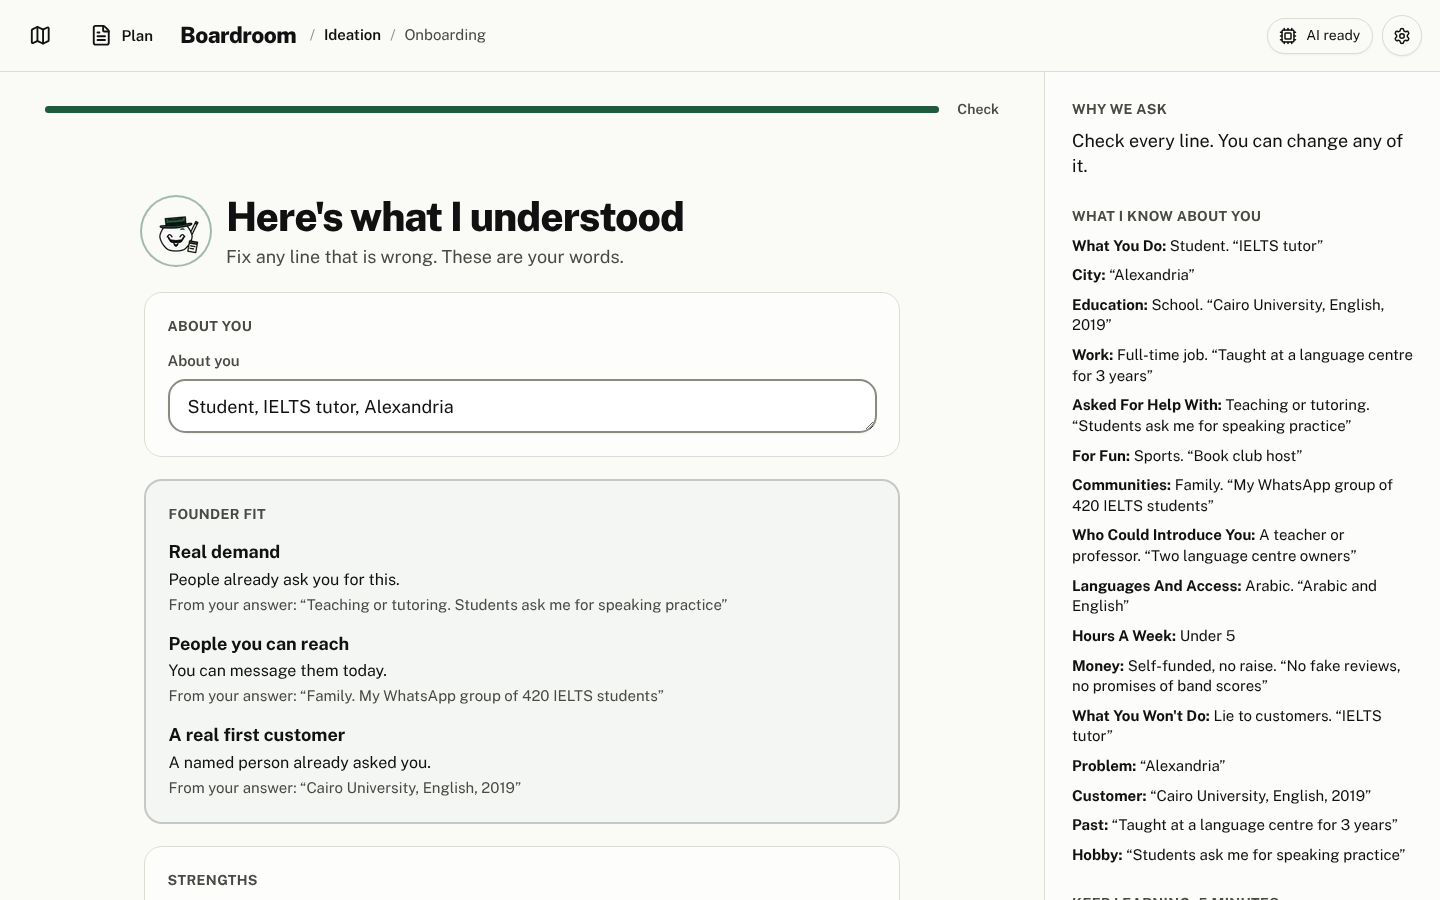 Plan
Boardroom / Ideation / Onboarding
AI ready
Check
Here's what I understood
Fix any line that is wrong. These are your words.
ABOUT YOU
About you
Student, IELTS tutor, Alexandria
FOUNDER FIT
Real demand
People already ask you for this.
From your answer: “Teaching or tutoring. Students ask me for speaking practice”
People you can reach
You can message them today.
From your answer: “Family. My WhatsApp group of 420 IELTS students”
A real first customer
A named person already asked you.
From your answer: “Cairo University, English, 2019”
STRENGTHS
WHY WE ASK
Check every line. You can change any of
it.
WHAT I KNOW ABOUT YOU
What You Do: Student. “IELTS tutor”
City: “Alexandria”
Education: School. “Cairo University, English,
2019”
Work: Full-time job. “Taught at a language centre
for 3 years”
Asked For Help With: Teaching or tutoring.
“Students ask me for speaking practice”
For Fun: Sports. “Book club host”
Communities: Family. “My WhatsApp group of
420 IELTS students”
Who Could Introduce You: A teacher or
professor. “Two language centre owners”
Languages And Access: Arabic. “Arabic and
English”
Hours A Week: Under 5
Money: Self-funded, no raise. “No fake reviews,
no promises of band scores”
What You Won't Do: Lie to customers. “IELTS
tutor”
Problem: “Alexandria”
Customer: “Cairo University, English, 2019”
Past: “Taught at a language centre for 3 years”
Hobby: “Students ask me for speaking practice”